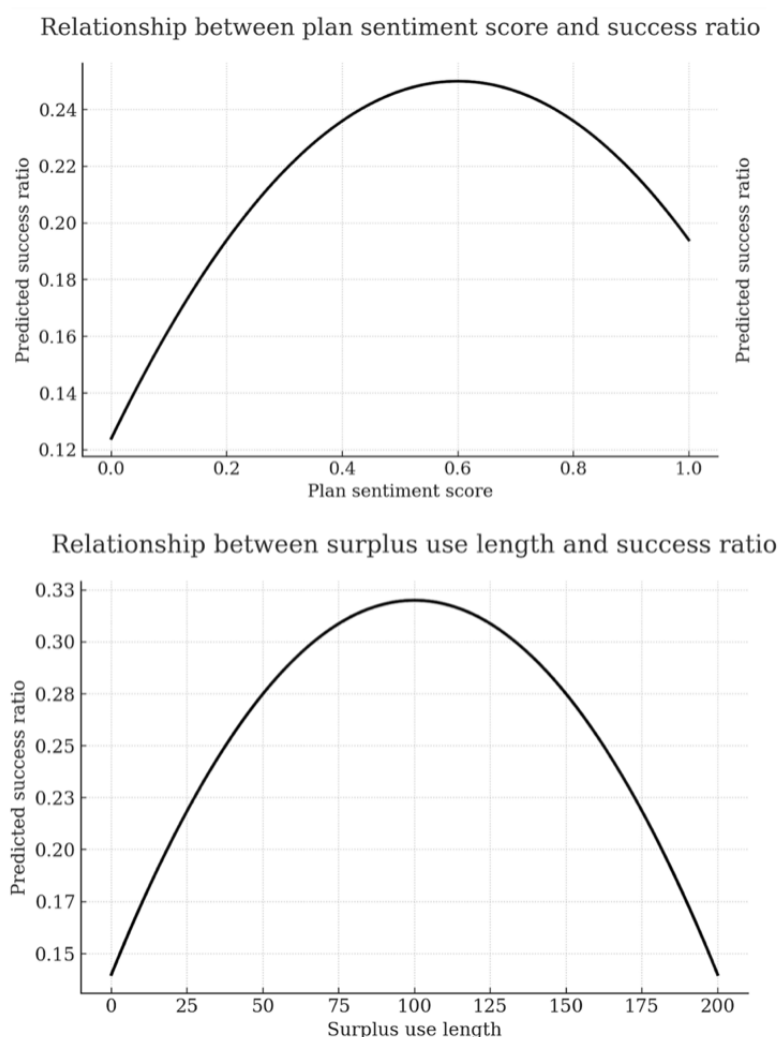 Relationship between plan sentiment score and success ratio
Predicted success ratio
0.24
0.22
0.20
0.18
0.16
0.14
0.12
0.0 0.2 0.4 0.6 0.8 1.0
Plan sentiment score
Predicted success ratio
Relationship between surplus use length and success ratio
Predicted success ratio
0.33
0.30
0.28
0.25
0.23
0.20
0.17
0.15
0 25 50 75 100 125 150 175 200
Surplus use length